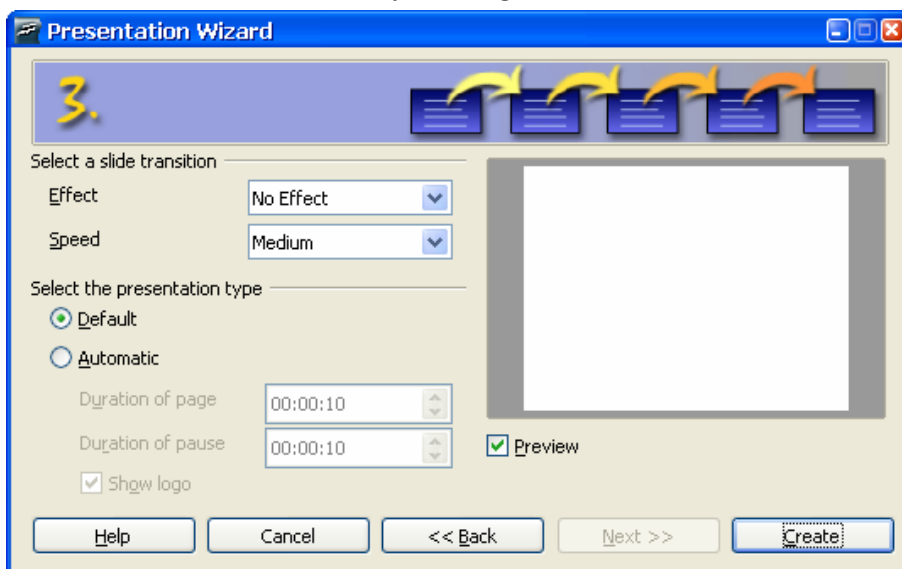 Presentation Wizard
3.
Select a slide transition
Effect No Effect
Speed Medium
Select the presentation type
Default
Automatic
Duration of page 00:00:10
Duration of pause 00:00:10
Preview
Show logo
Help Cancel << Back Next >> Create